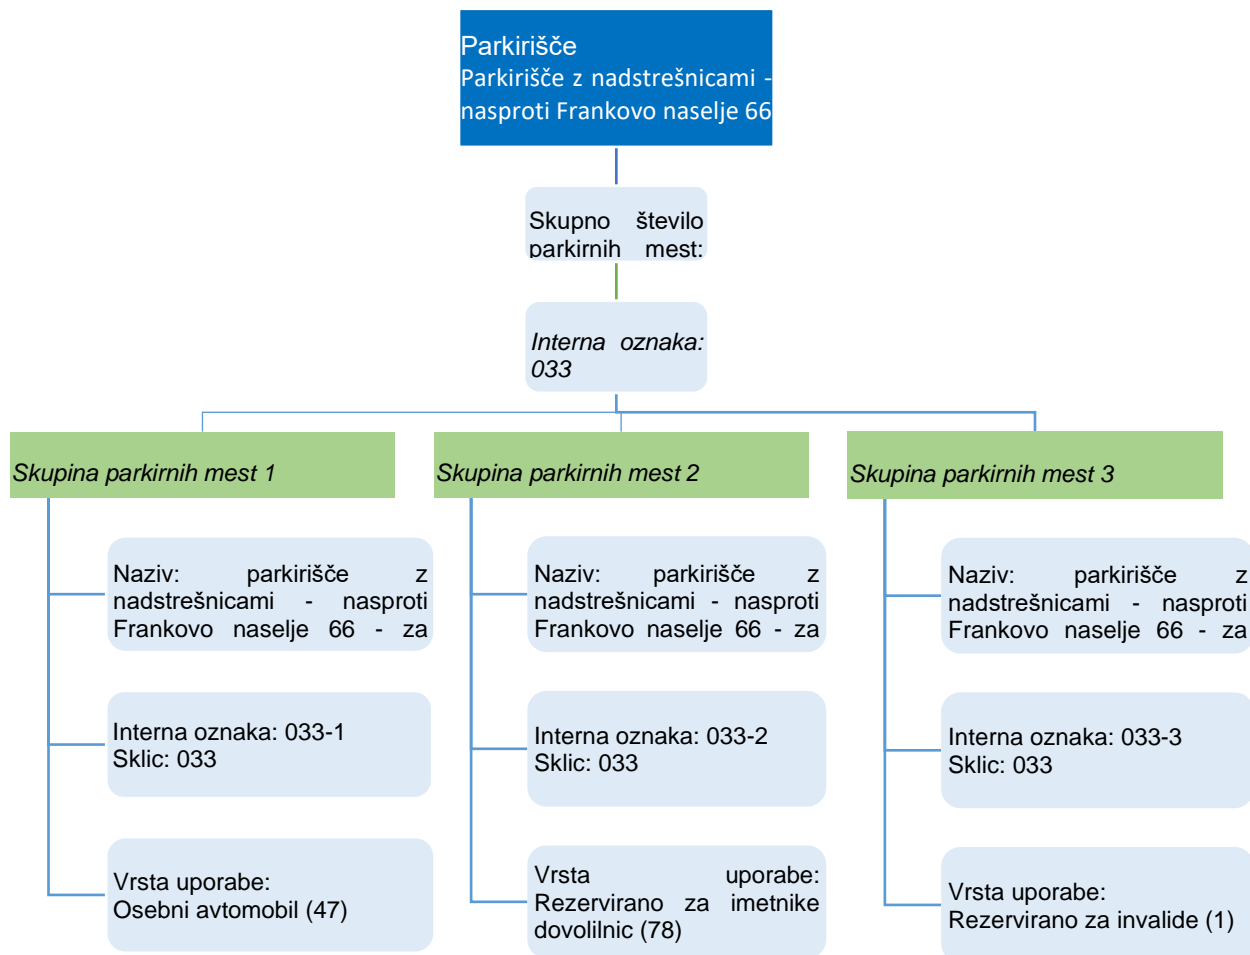 Parkirišče
Parkirišče z nadstrešnicami -
nasproti Frankovo naselje 66
Skupno število
parkirnih mest:
Interna oznaka:
033
Skupina parkirnih mest 1
Naziv: parkirišče z
nadstrešnicami - nasproti
Frankovo naselje 66 - za
Interna oznaka: 033-1
Sklic: 033
Vrsta uporabe:
Osebni avtomobil (47)
Skupina parkirnih mest 2
Naziv: parkirišče z
nadstrešnicami - nasproti
Frankovo naselje 66 - za
Interna oznaka: 033-2
Sklic: 033
Vrsta uporabe:
Rezervirano za imetnike
dovolilnic (78)
Skupina parkirnih mest 3
Naziv: parkirišče z
nadstrešnicami - nasproti
Frankovo naselje 66 - za
Interna oznaka: 033-3
Sklic: 033
Vrsta uporabe:
Rezervirano za invalide (1)